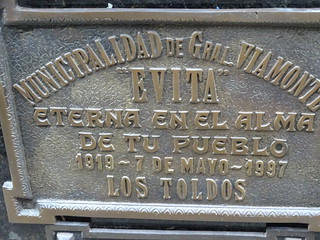 MUNICIPALIDAD DE GRAL. VIAMONTE
"EVITA"
ETERNA EN EL ALMA
DE TU PUEBLO
1919~7 DE MAYO~1997
LOS TOLDOS